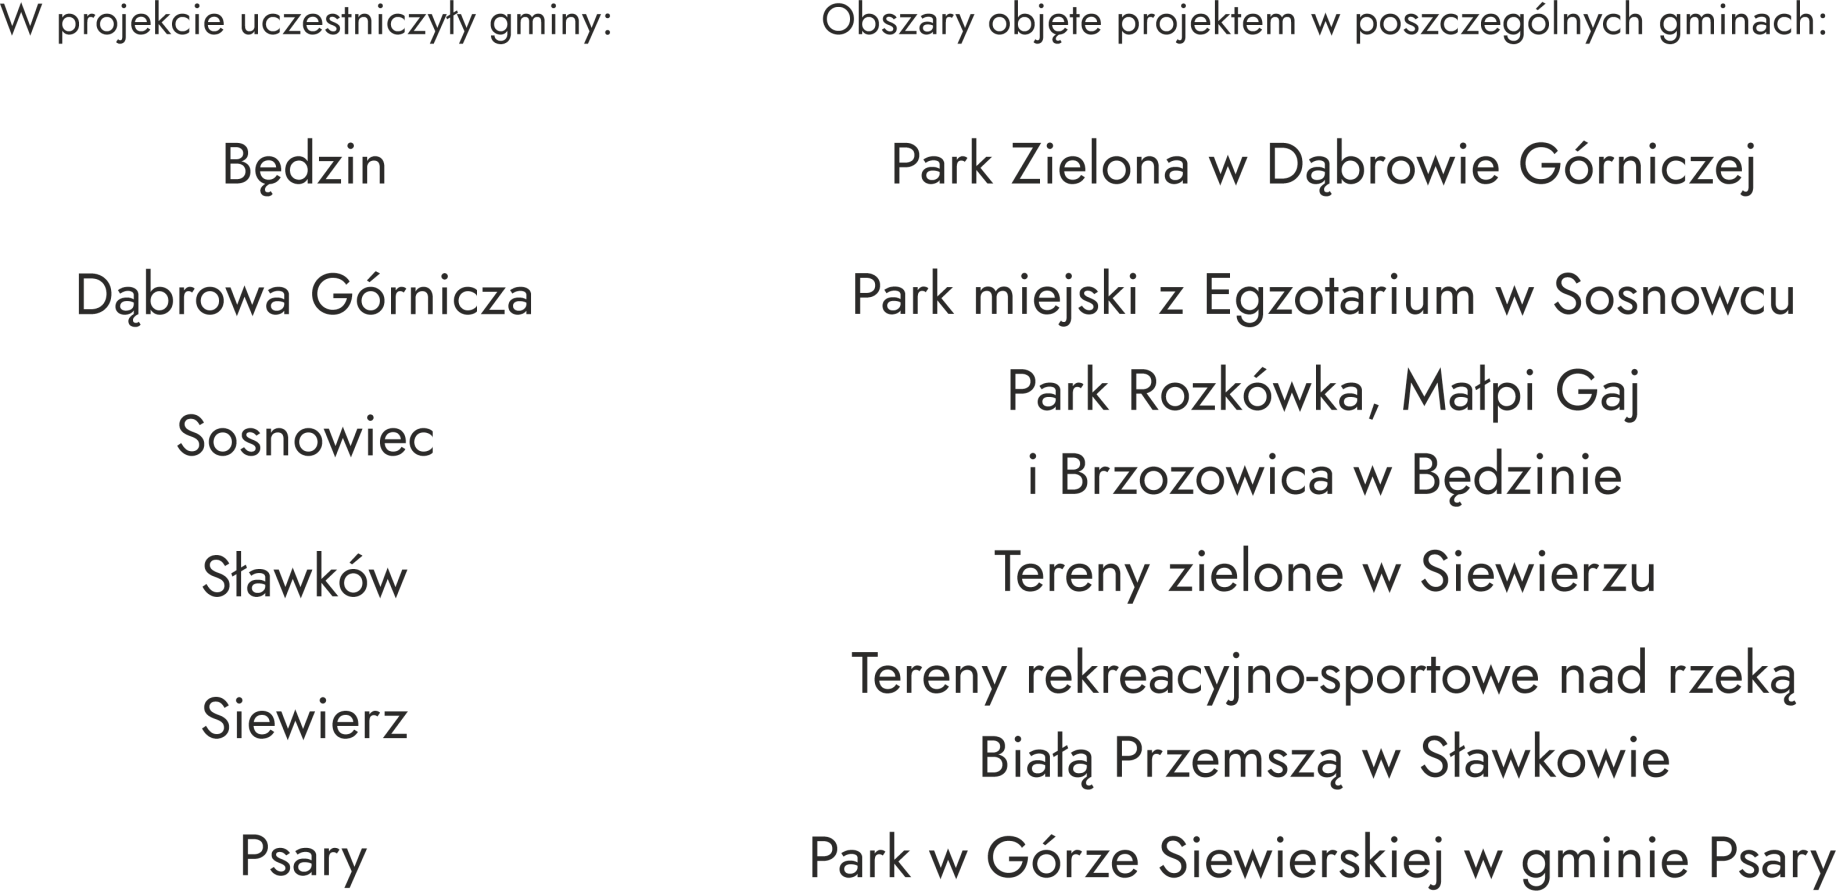 W projekcie uczestniczyły gminy:
Będzin
Dąbrowa Górnicza
Sosnowiec
Sławków
Siewierz
Psary
Obszary objęte projektem w poszczególnych gminach:
Park Zielona w Dąbrowie Górniczej
Park miejski z Egzotarium w Sosnowcu
Park Rozkówka, Małpi Gaj
i Brzozowica w Będzinie
Tereny zielone w Siewierzu
Tereny rekreacyjno-sportowe nad rzeką
Białą Przemszą w Sławkowie
Park w Górze Siewierskiej w gminie Psary